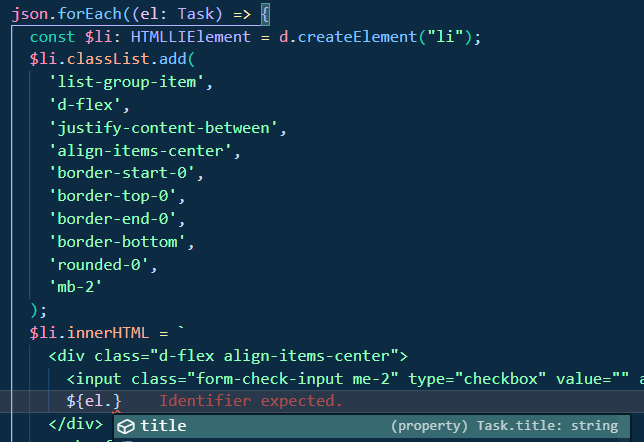 json.forEach((el: Task) => {
const $li: HTMLLIElement = d.createElement("li");
$li.classList.add(
'list-group-item',
'd-flex',
'justify-content-between',
'align-items-center',
'border-start-0',
'border-top-0',
'border-end-0',
'border-bottom',
'rounded-0',
'mb-2'
);
$li.innerHTML = `
<div class="d-flex align-items-center">
<input class="form-check-input me-2" type="checkbox" value="" a
${el.} Identifier expected.
</div> title (property) Task.title: string